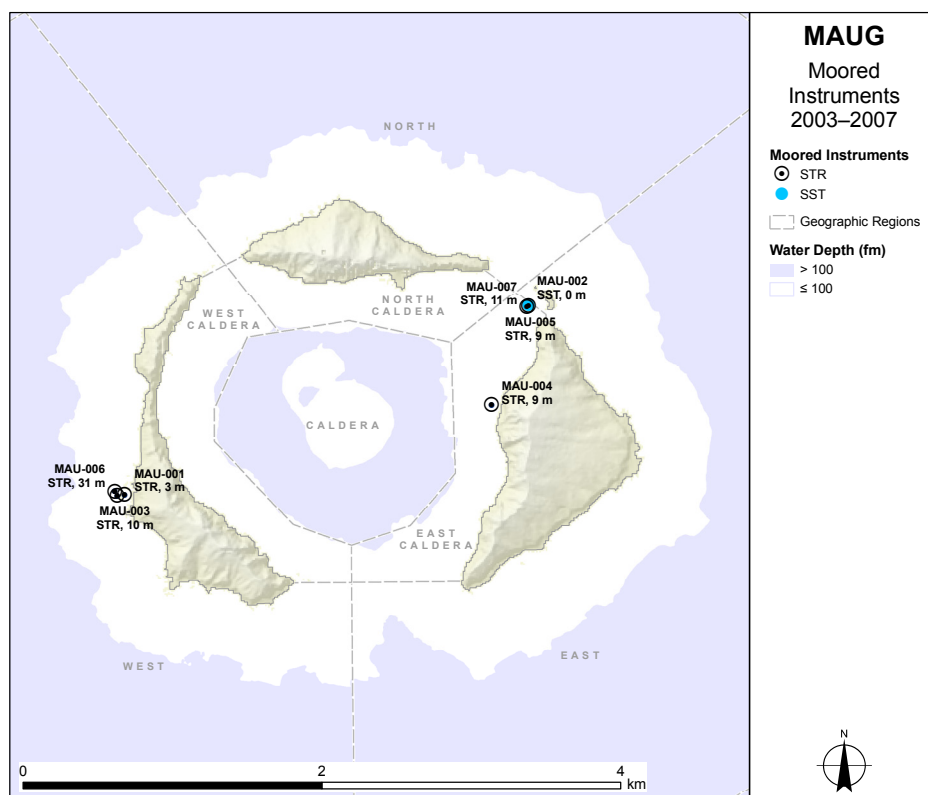 MAUG
Moored
Instruments
2003–2007
Moored Instruments
STR
SST
Geographic Regions
Water Depth (fm)
> 100
≤ 100
NORTH
MAU-007
STR, 11 m
MAU-002
SST, 0 m
MAU-005
STR, 9 m
NORTH
CALDERA
WEST
CALDERA
MAU-004
STR, 9 m
CALDERA
MAU-006
STR, 31 m
MAU-001
STR, 3 m
MAU-003
STR, 10 m
EAST
CALDERA
WEST
EAST
0
2
4
km
N